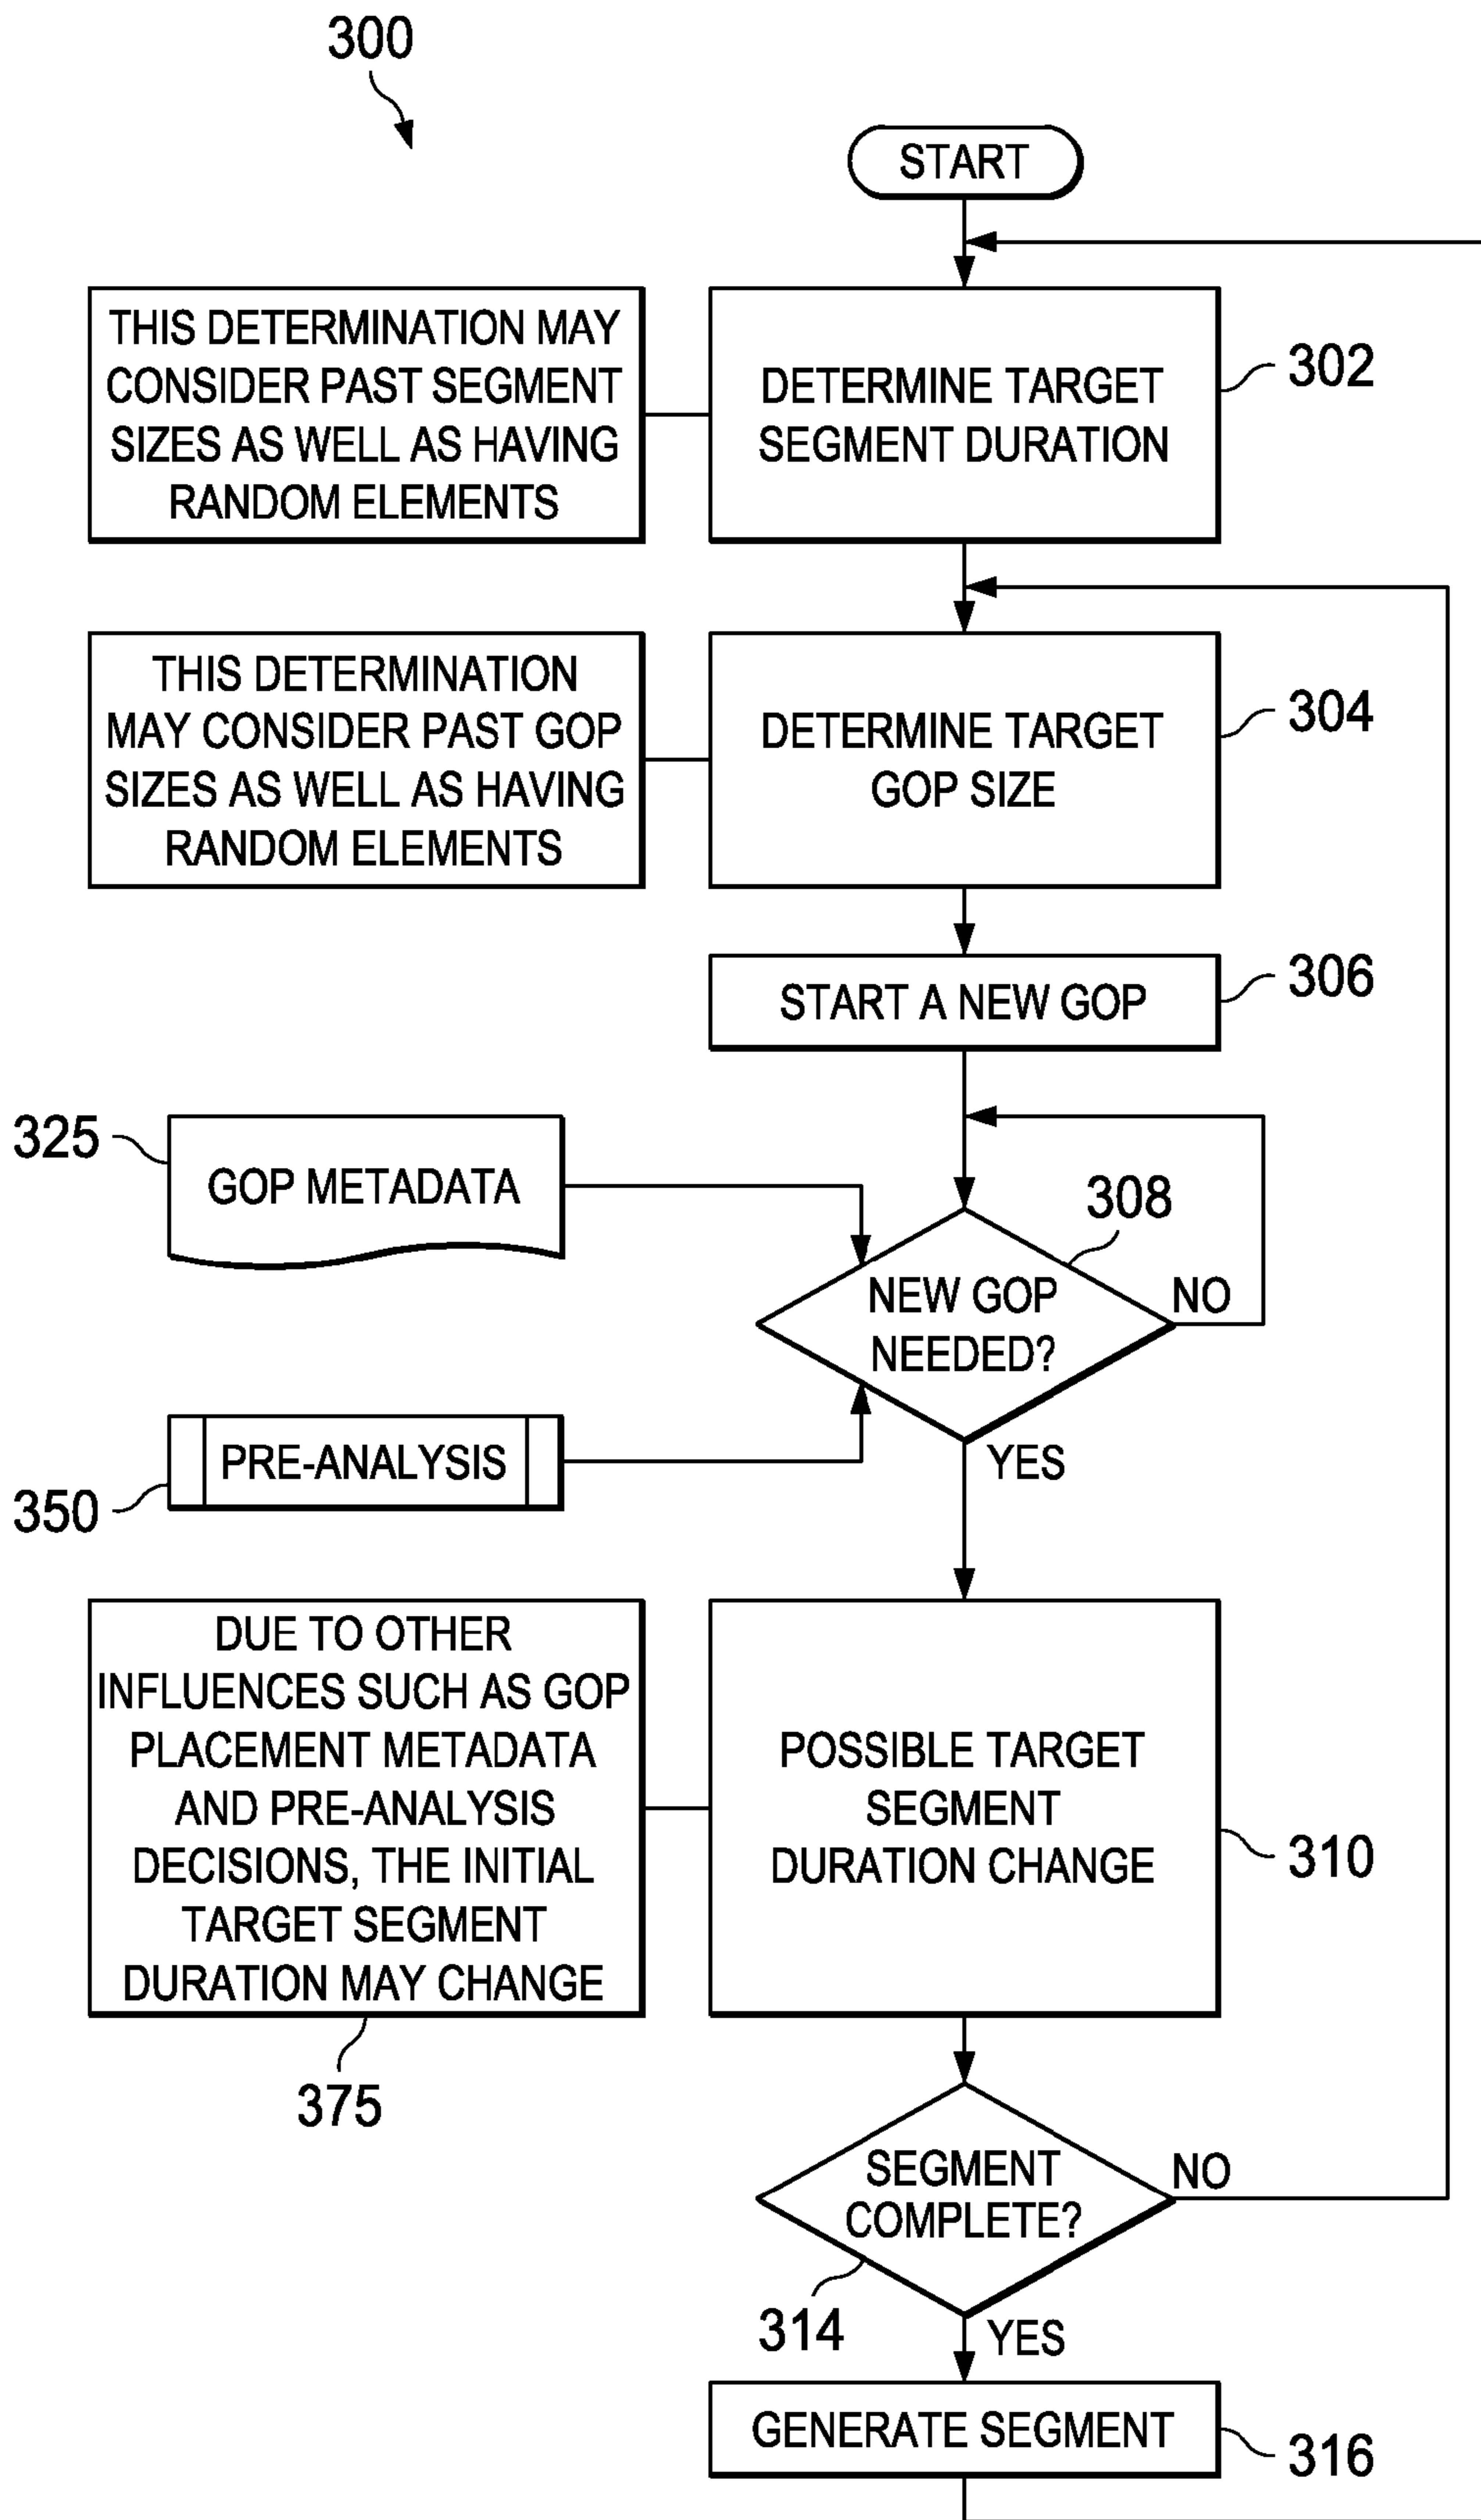 300
START
THIS DETERMINATION MAY
CONSIDER PAST SEGMENT
SIZES AS WELL AS HAVING
RANDOM ELEMENTS
DETERMINE TARGET
SEGMENT DURATION
302
THIS DETERMINATION
MAY CONSIDER PAST GOP
SIZES AS WELL AS HAVING
RANDOM ELEMENTS
DETERMINE TARGET
GOP SIZE
304
START A NEW GOP
306
325
GOP METADATA
308
NEW GOP
NEEDED?
NO
YES
PRE-ANALYSIS
350
DUE TO OTHER
INFLUENCES SUCH AS GOP
PLACEMENT METADATA
AND PRE-ANALYSIS
DECISIONS, THE INITIAL
TARGET SEGMENT
DURATION MAY CHANGE
375
POSSIBLE TARGET
SEGMENT
DURATION CHANGE
310
SEGMENT
COMPLETE?
NO
314
YES
GENERATE SEGMENT
316